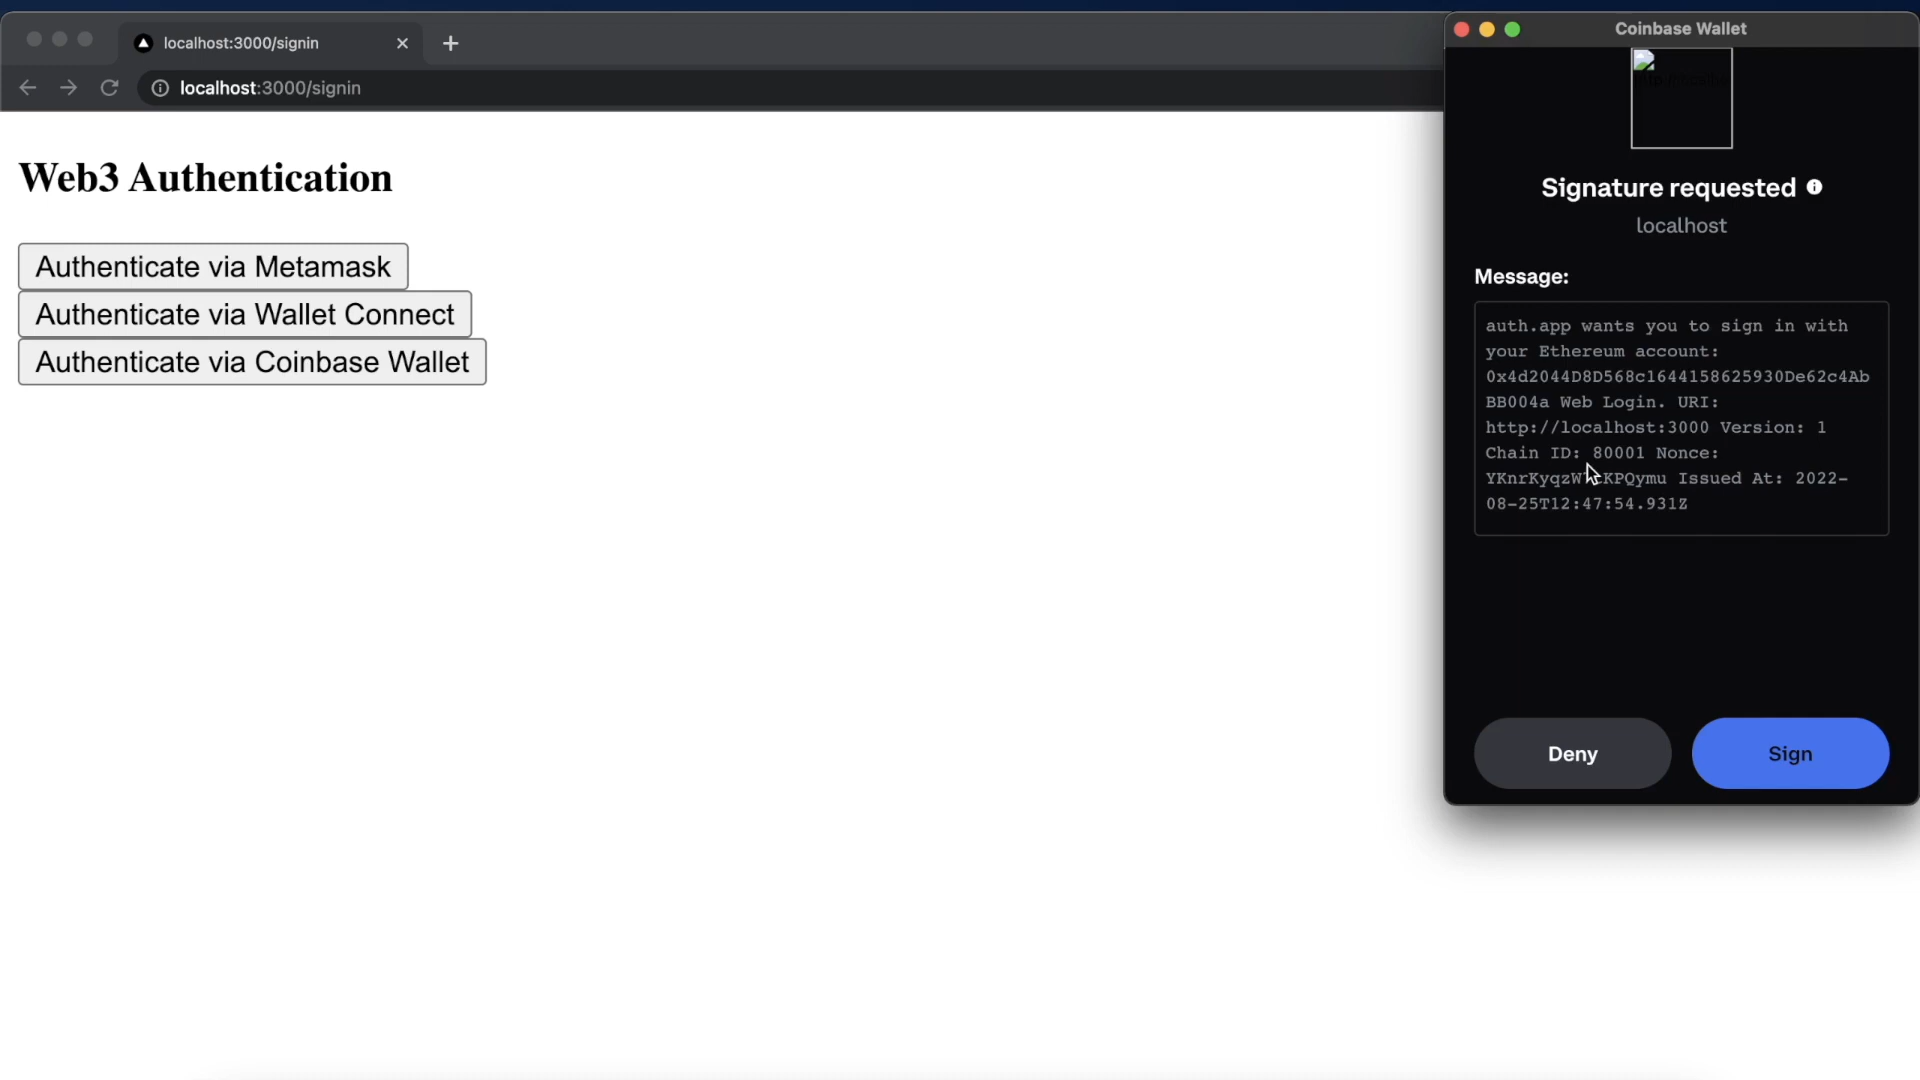 localhost:3000/signin
localhost:3000/signin
Web3 Authentication
Authenticate via Metamask
Authenticate via Wallet Connect
Authenticate via Coinbase Wallet
Coinbase Wallet
Signature requested
localhost
Message:
auth.app wants you to sign in with
your Ethereum account:
0x4d2044D8D568c1644158625930De62c4Ab
BB004a Web Login. URI:
http://localhost:3000 Version: 1
Chain ID: 80001 Nonce:
Issued At: 2022-
08-25T12:47:54.931Z
Deny
Sign